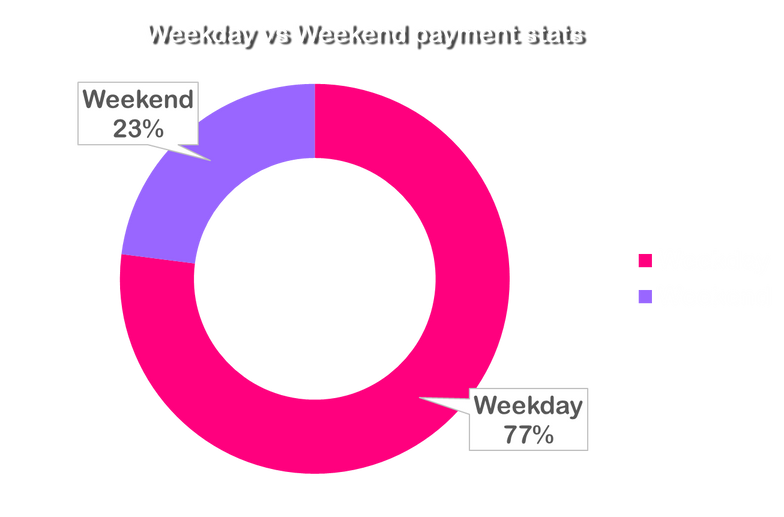 Weekday vs Weekend payment stats
Weekend
23%
Weekday
77%